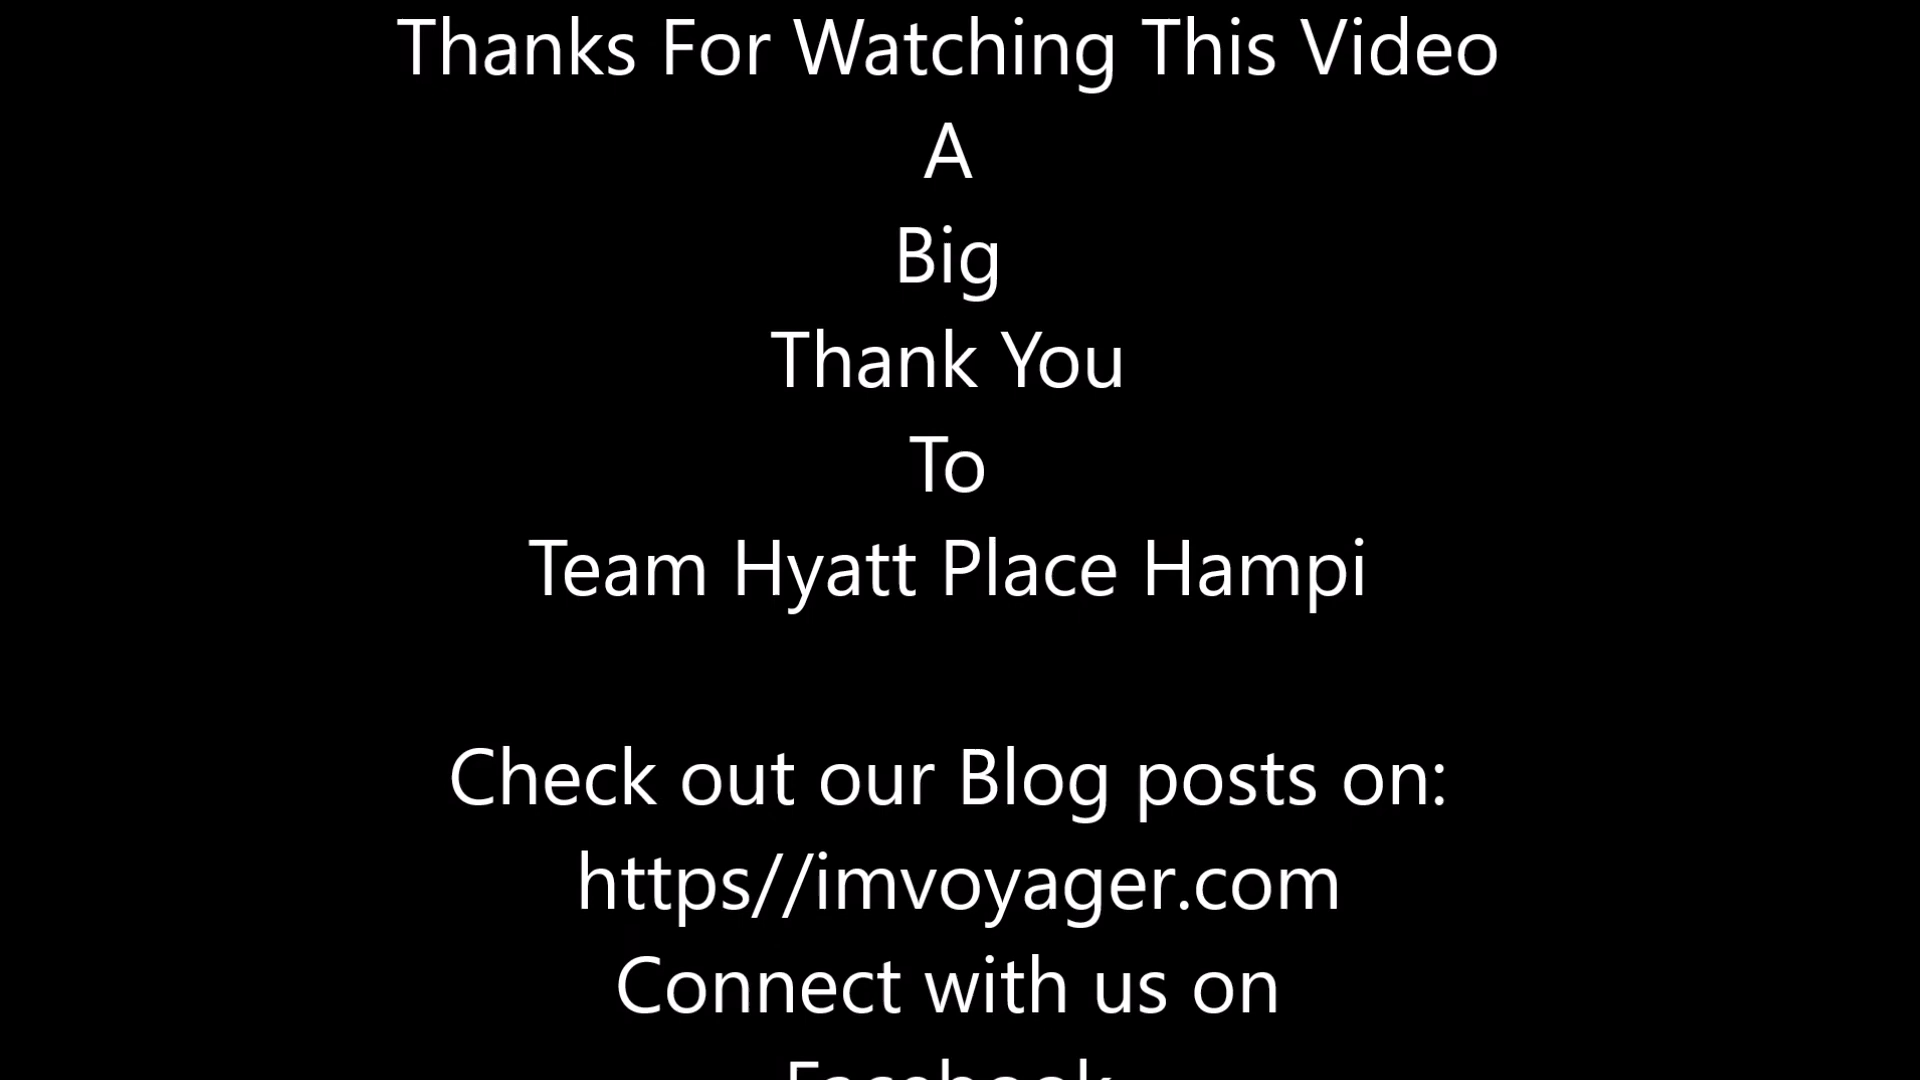 Thanks For Watching This Video
A
Big
Thank You
To
Team Hyatt Place Hampi
Check out our Blog posts on:
https//imvoyager.com
Connect with us on
Facebook